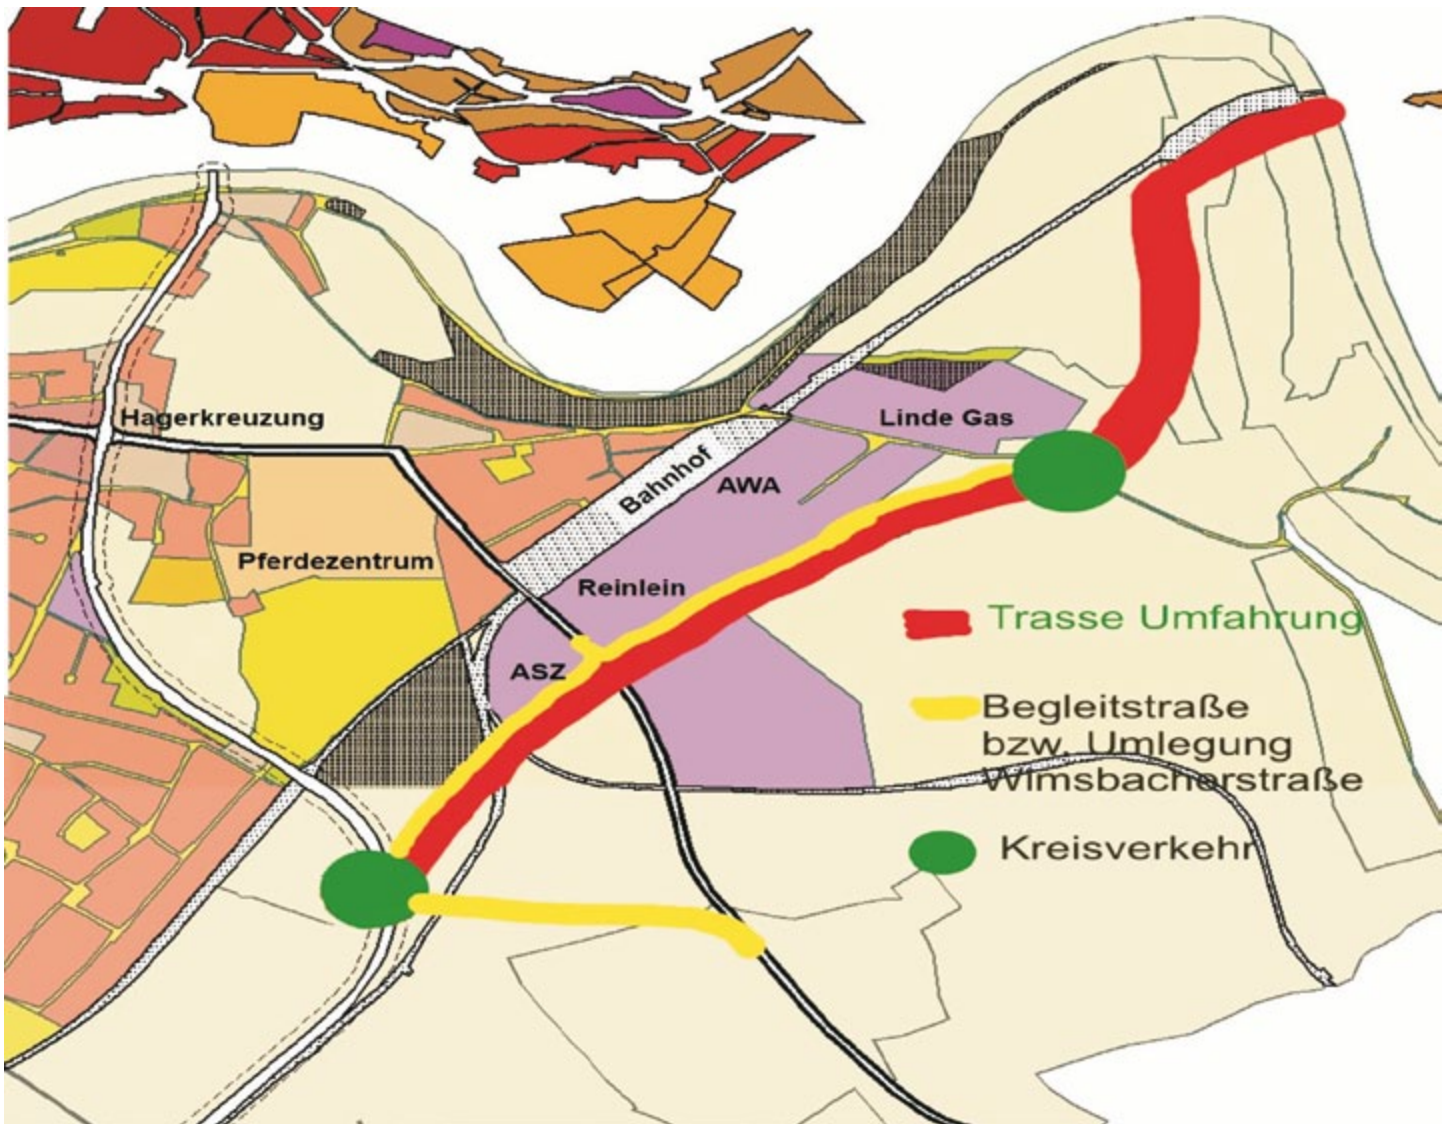 Hagerkreuzung
Linde Gas
Bahnhof
AWA
Pferdezentrum
Reinlein
ASZ
Trasse Umfahrung
Begleitstraße
bzw. Umlegung
Wimsbacherstraße
Kreisverkehr